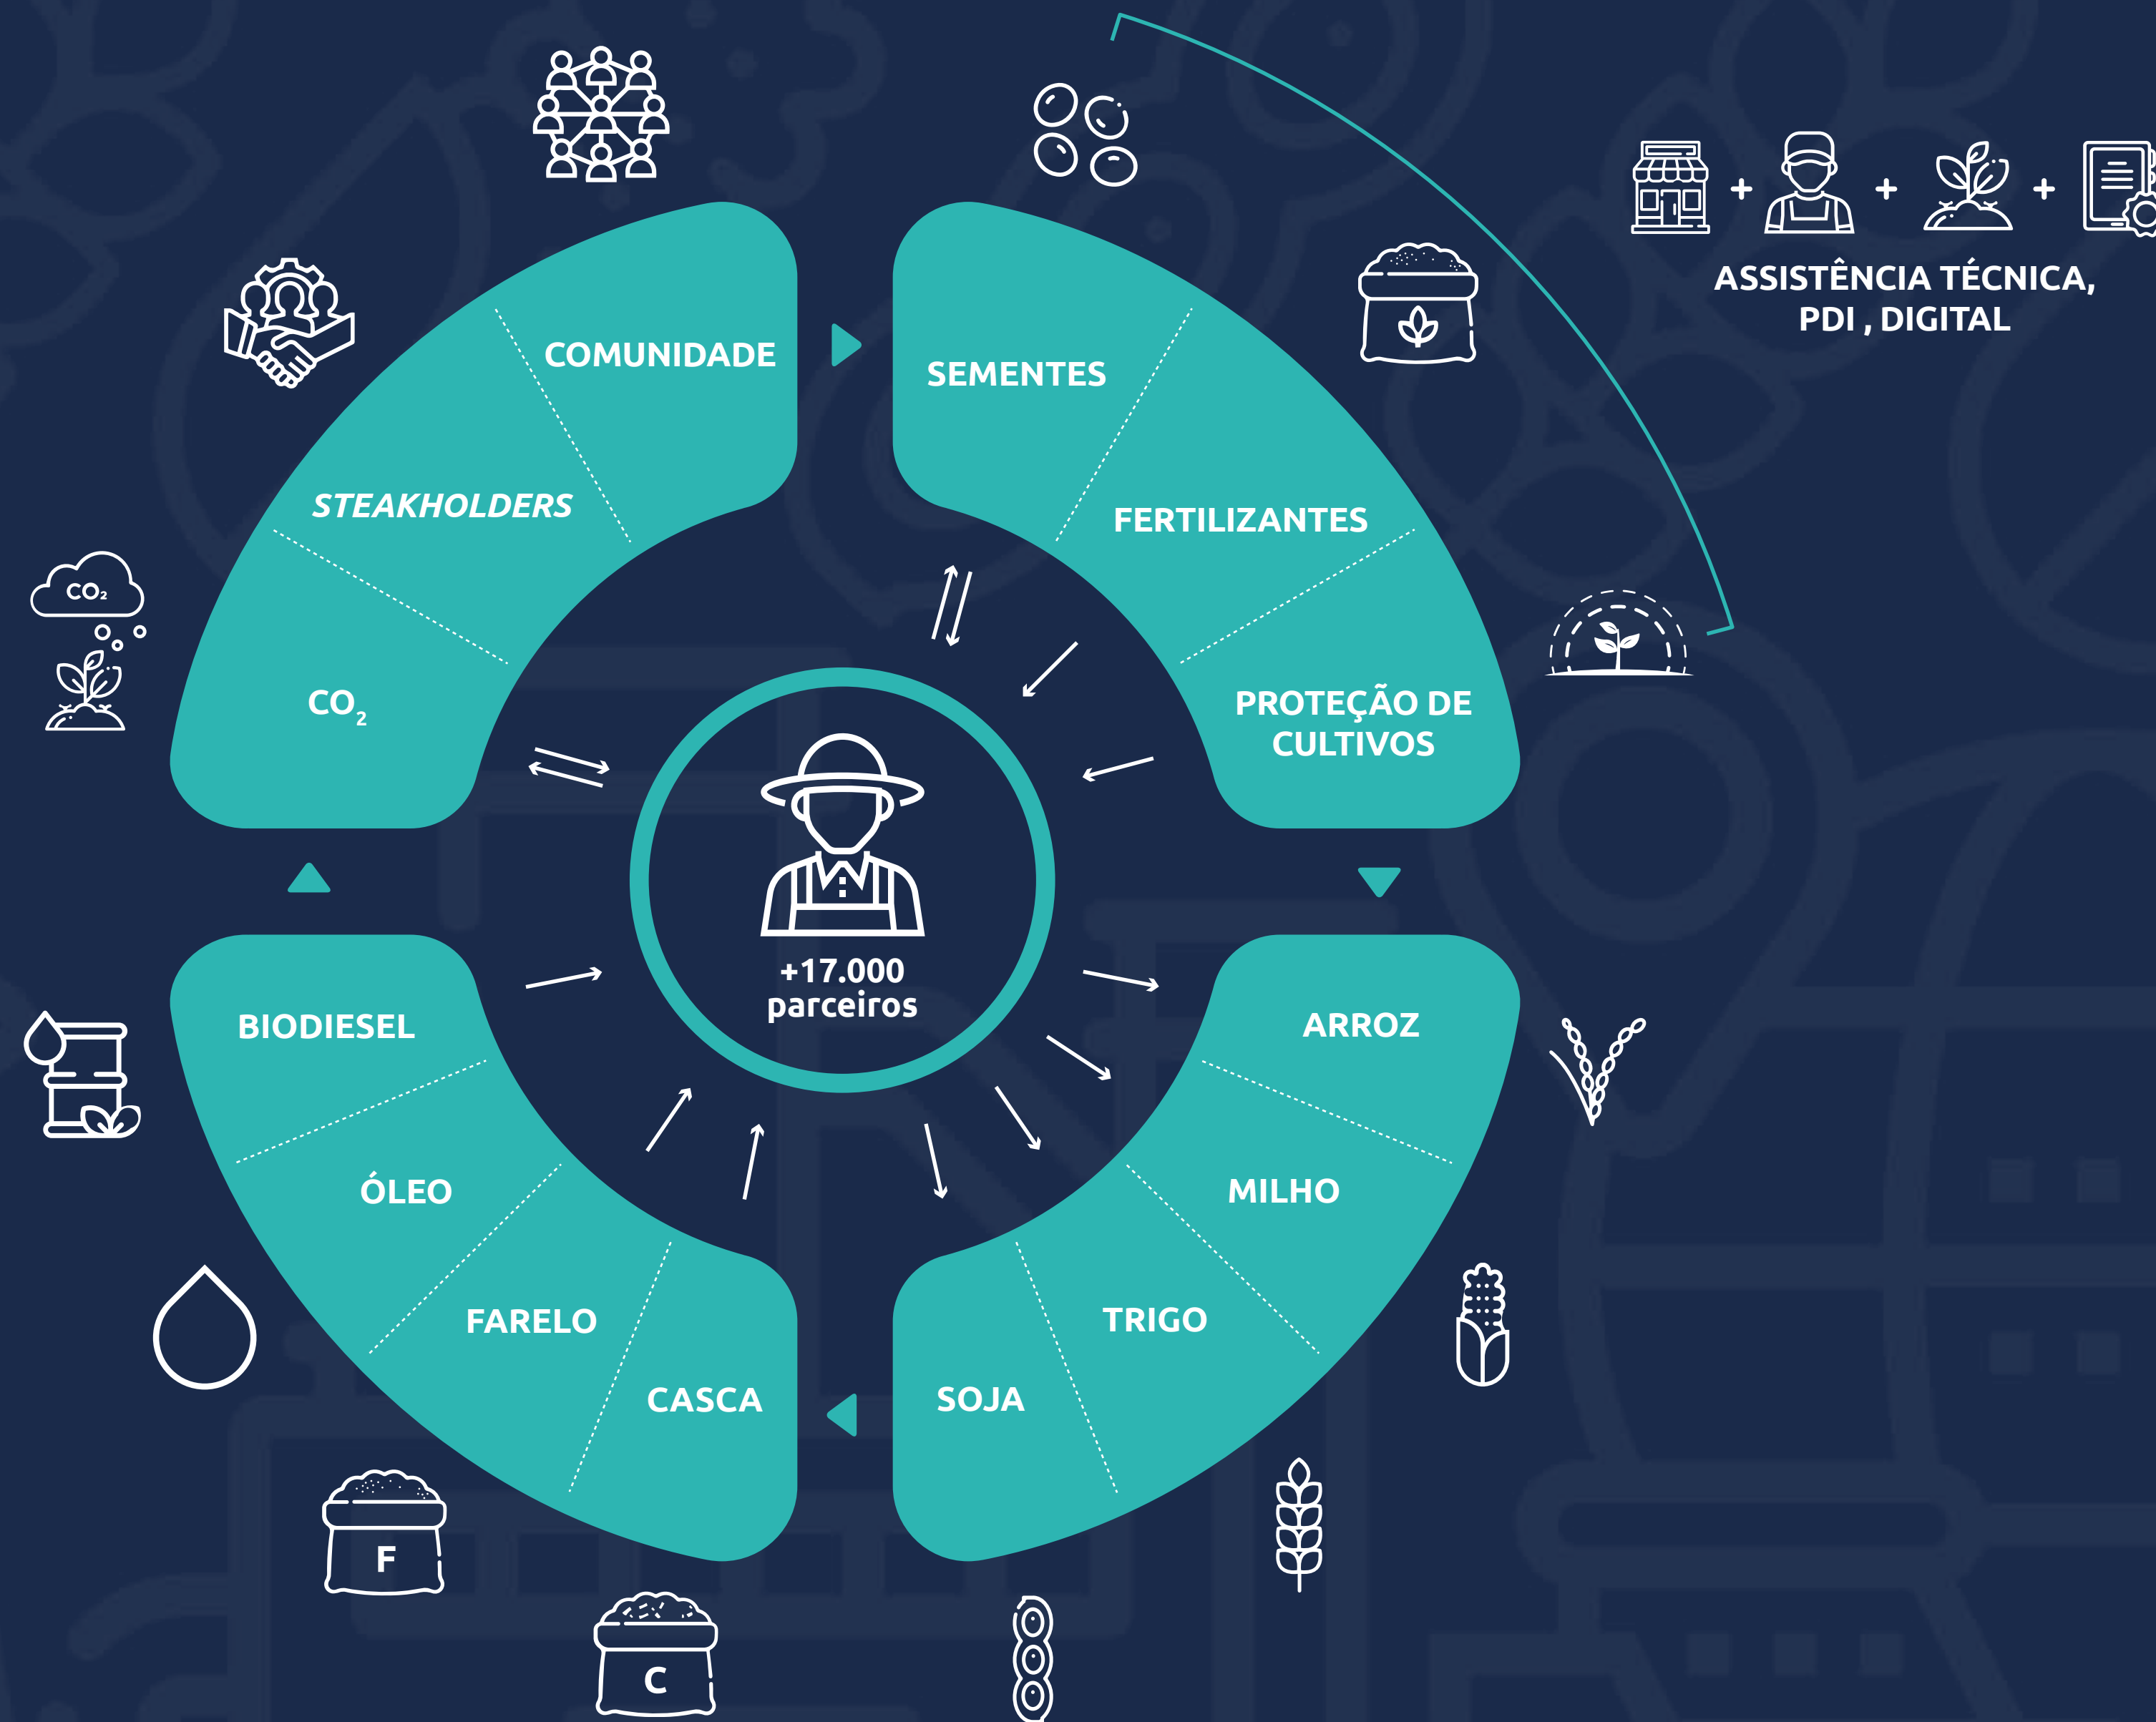 ASSISTÊNCIA TÉCNICA,
PDI , DIGITAL
COMUNIDADE
STEAKHOLDERS
CO₂
CO₂
SEMENTES
FERTILIZANTES
PROTEÇÃO DE
CULTIVOS
+17.000
parceiros
ARROZ
MILHO
TRIGO
SOJA
BIODIESEL
ÓLEO
FARELO
CASCA
F
C